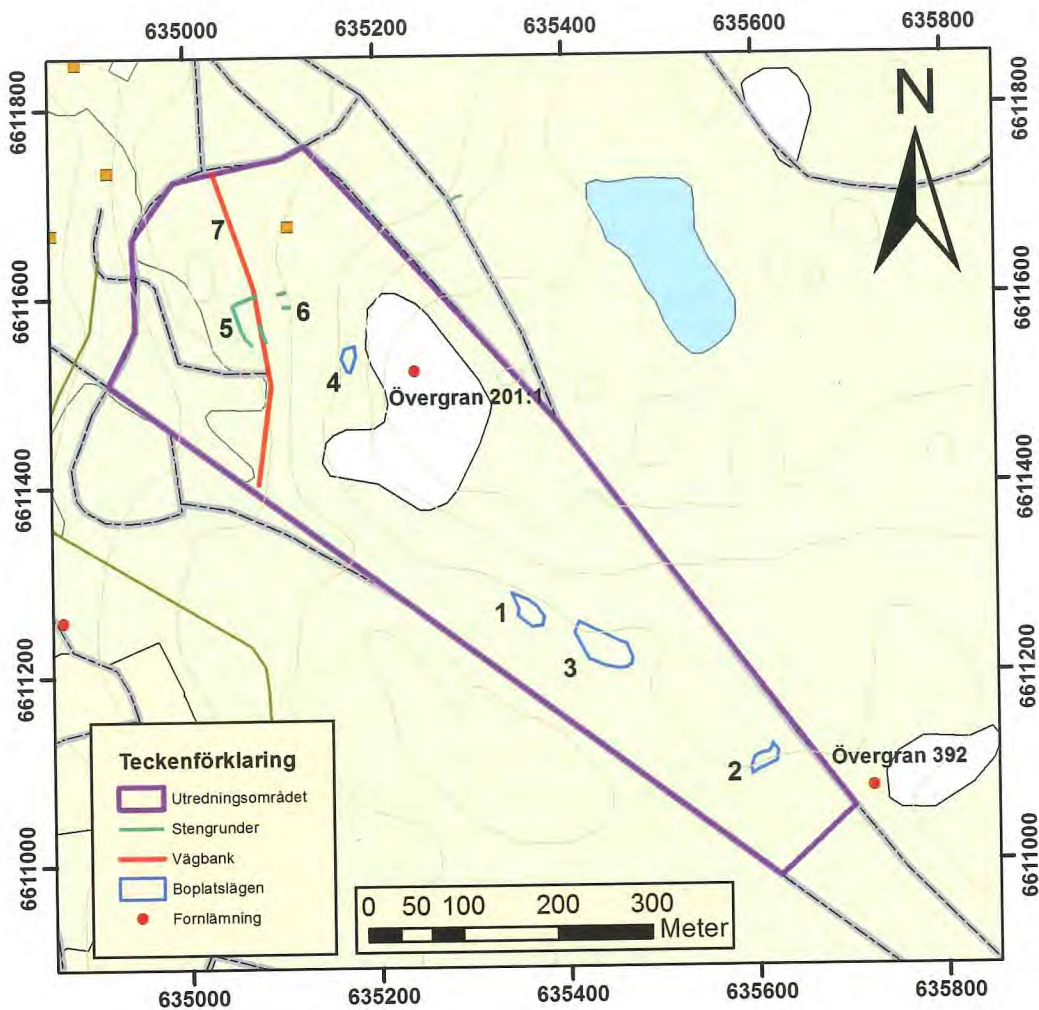 635000 635200 635400 635600 635800
6611800 6611800
N
7
6611600 6611600
6
5
4
Övergran 201:1
6611400 6611400
1
3
6611200 6611200
2 Övergran 392
Teckenförklaring
Utredningsområdet
Stengrunder
Vägbank
Boplatslägen
Fornlämning
6611000 6611000
0 50 100 200 300
Meter
635000 635200 635400 635600 635800